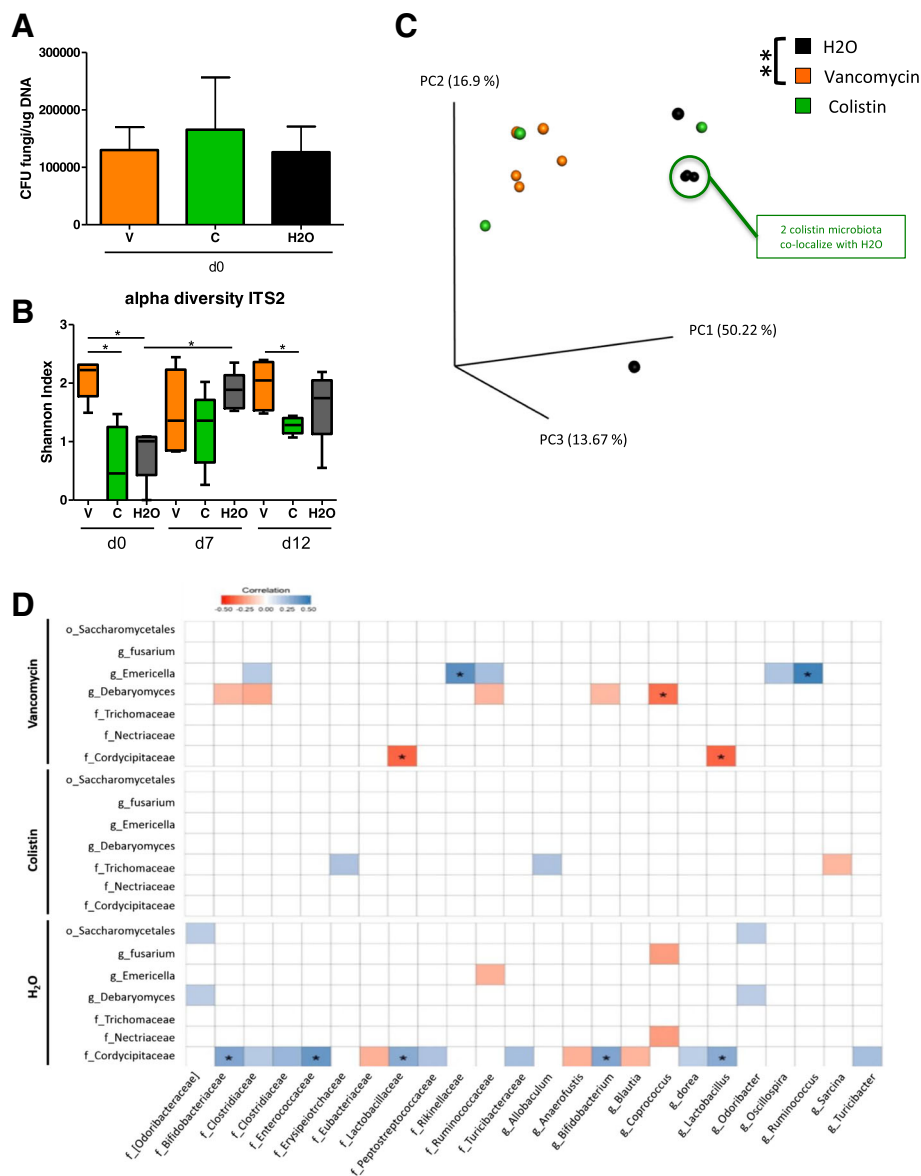 A
300000
200000
100000
0
CFU fungi/ug DNA
V
C
H2O
d0
C
H2O
Vancomycin
Colistin
**
PC2 (16.9 %)
PC1 (50.22 %)
PC3 (13.67 %)
2 colistin microbiota
co-localize with H2O
B
alpha diversity ITS2
3
2
1
0
Shannon Index
*
*
*
*
V
C
H2O
V
C
H2O
V
C
H2O
d0
d7
d12
D
Correlation
-0.50 -0.25 0.00 0.25 0.50
Vancomycin
o_Saccharomycetales
g_fusarium
g_Emericella
g_Debaryomyces
f_Trichomaceae
f_Nectriaceae
f_Cordycipitaceae
Colistin
o_Saccharomycetales
g_fusarium
g_Emericella
g_Debaryomyces
f_Trichomaceae
f_Nectriaceae
f_Cordycipitaceae
H₂O
o_Saccharomycetales
g_fusarium
g_Emericella
g_Debaryomyces
f_Trichomaceae
f_Nectriaceae
f_Cordycipitaceae
f_[Odoribacteraceae]
f_Bifidobacteriaceae
f_Clostridiaceae
f_Clostridiaceae
f_Enterococcaceae
f_Erysipeiotrchaceae
f_Eubacteriaceae
f_Lactobacillaceae
f_Peptostreptococcaceae
f_Rikinellaceae
f_Ruminococcaceae
f_Turicibacteraceae
g_Allobaculum
g_Anaerofustis
g_Bifidobacterium
g_Blautia
g_Coprococcus
g_dorea
g_Lactobacillus
g_Odoribacter
g_Oscillospira
g_Ruminococcus
g_Sarcina
g_Turicibacter